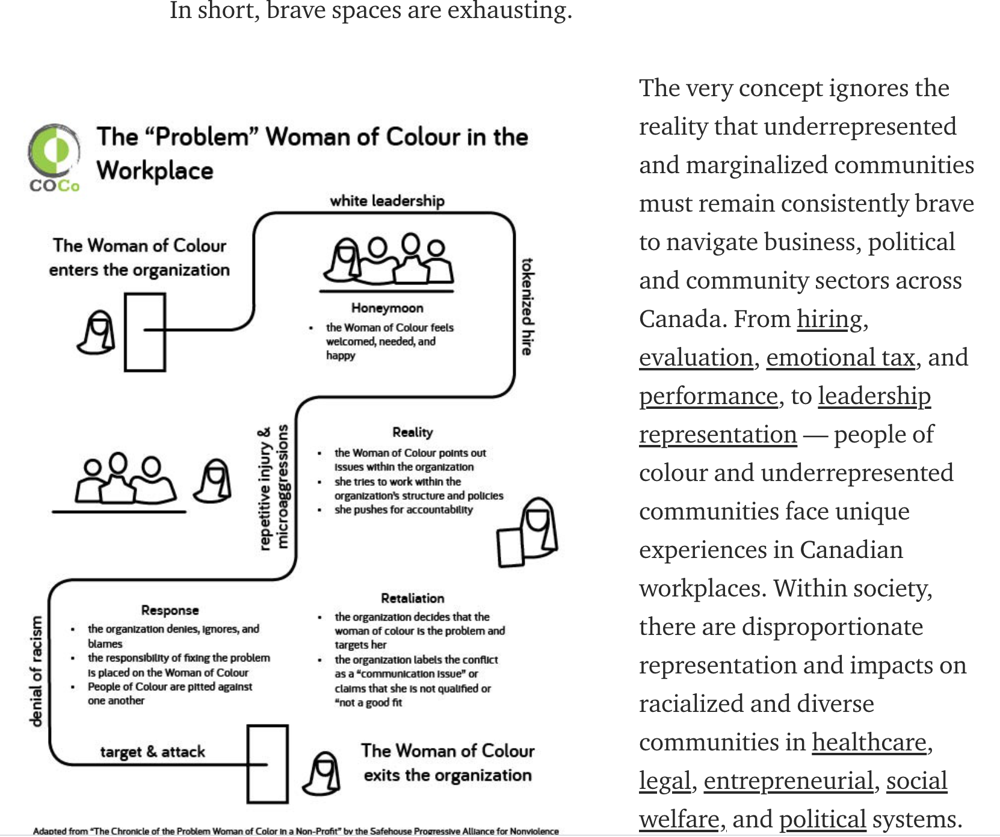 In short, brave spaces are exhausting.
COCo
The “Problem” Woman of Colour in the
Workplace
white leadership
The Woman of Colour
enters the organization
tokenized hire
Honeymoon
• the Woman of Colour feels
welcomed, needed, and
happy
repetitive injury &
microaggressions
Reality
• the Woman of Colour points out
issues within the organization
• she tries to work within the
organization's structure and policies
• she pushes for accountability
denial of racism
Response
• the organization denies, ignores, and
blames
• the responsibility of fixing the problem
is placed on the Woman of Colour
• People of Colour are pitted against
one another
Retaliation
• the organization decides that the
woman of colour is the problem and
targets her
• the organization labels the conflict
as a “communication issue” or
claims that she is not qualified or
“not a good fit
target & attack
The Woman of Colour
exits the organization
Adapted from “The Chronicle of the Problem Woman of Color in a Non-Profit” by the Safehouse Progressive Alliance for Nonviolence
The very concept ignores the
reality that underrepresented
and marginalized communities
must remain consistently brave
to navigate business, political
and community sectors across
Canada. From hiring,
evaluation, emotional tax, and
performance, to leadership
representation — people of
colour and underrepresented
communities face unique
experiences in Canadian
workplaces. Within society,
there are disproportionate
representation and impacts on
racialized and diverse
communities in healthcare,
legal, entrepreneurial, social
welfare, and political systems.